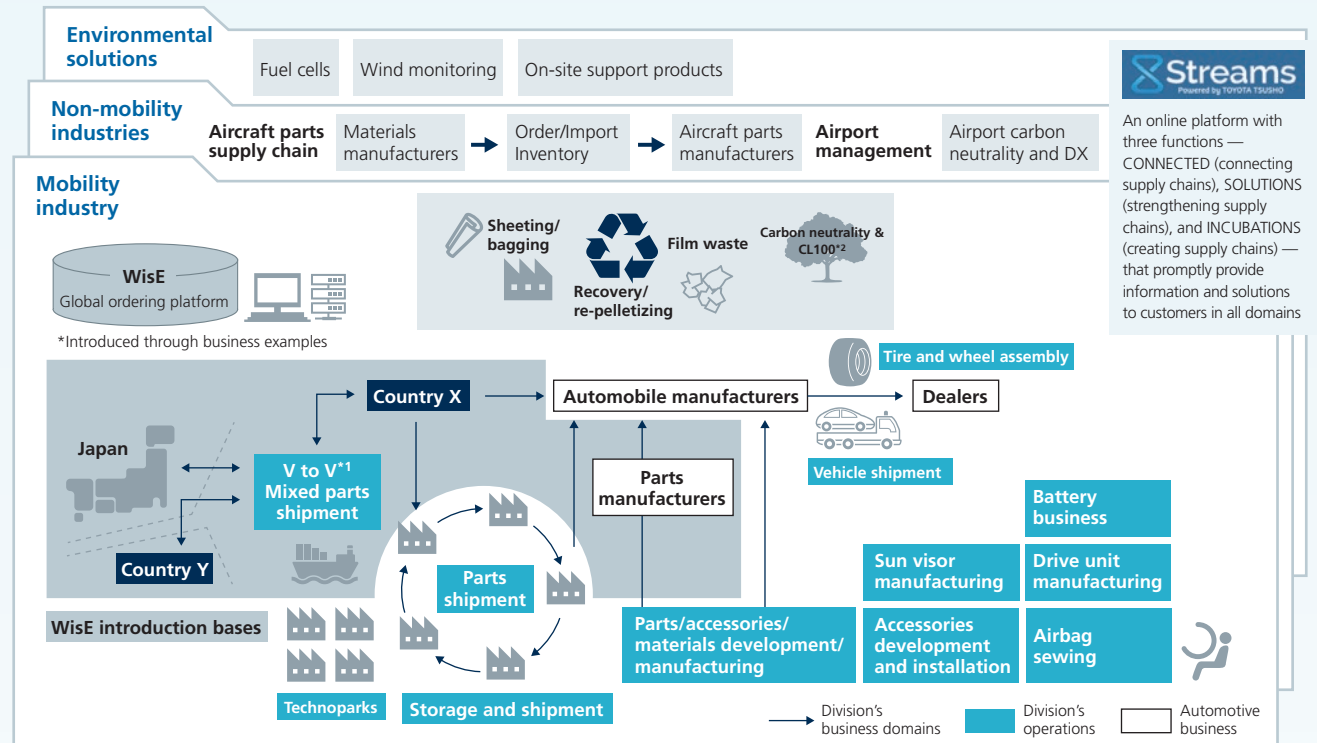 Environmental
solutions
Fuel cells
Wind monitoring
On-site support products
Non-mobility
industries
Aircraft parts
supply chain
Materials
manufacturers
Order/Import
Inventory
Aircraft parts
manufacturers
Airport
management
Airport carbon
neutrality and DX
Streams
Powered by TOYOTA TSUSHO
An online platform with
three functions —
CONNECTED (connecting
supply chains), SOLUTIONS
(strengthening supply
chains), and INCUBATIONS
(creating supply chains) —
that promptly provide
information and solutions
to customers in all domains
Mobility
industry
WisE
Global ordering platform
*Introduced through business examples
Sheeting/
bagging
Recovery/
re-pelletizing
Film waste
Carbon neutrality &
CL100*2
Tire and wheel assembly
Country X
Automobile manufacturers
Dealers
Vehicle shipment
Japan
V to V*1
Mixed parts
shipment
Country Y
Parts
manufacturers
Parts
shipment
Battery
business
Sun visor
manufacturing
Drive unit
manufacturing
WisE introduction bases
Parts/accessories/
materials development/
manufacturing
Accessories
development
and installation
Airbag
sewing
Technoparks
Storage and shipment
Division's
business domains
Division's
operations
Automotive
business